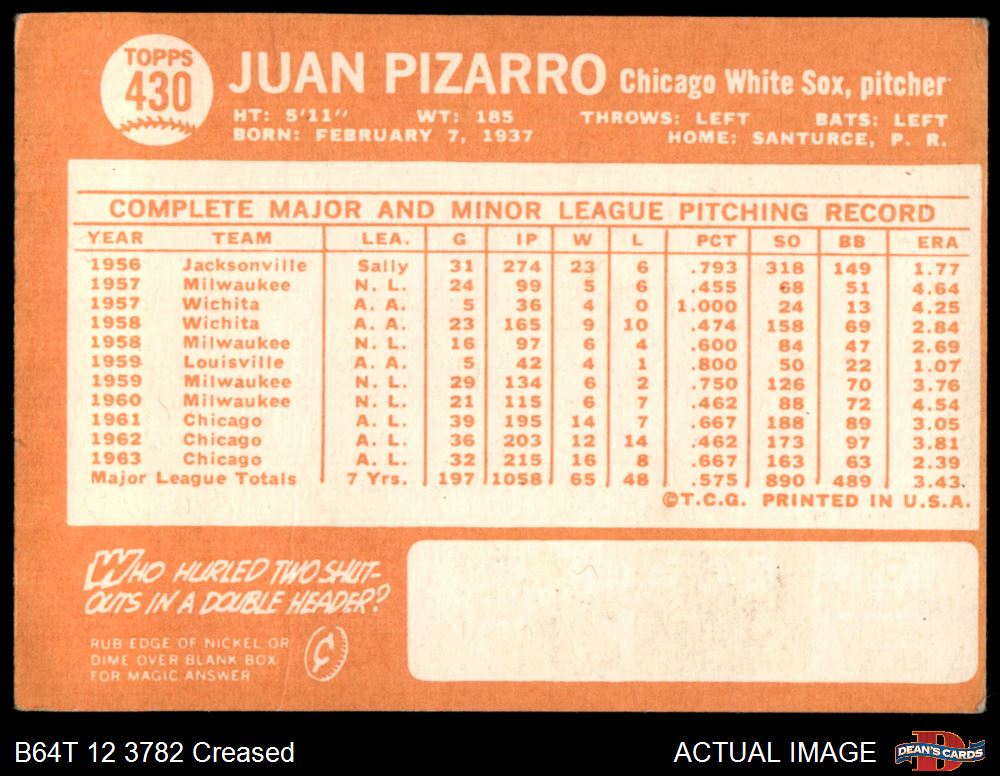 TOPPS
430
JUAN PIZARRO Chicago White Sox, pitcher
HT: 5'11" WT: 185 THROWS: LEFT BATS: LEFT
BORN: FEBRUARY 7, 1937 HOME: SANTURCE, P. R.
COMPLETE MAJOR AND MINOR LEAGUE PITCHING RECORD
YEAR TEAM LEA. G IP W L PCT SO BB ERA
1956 Jacksonville Sally 31 274 23 6 .793 318 149 1.77
1957 Milwaukee N. L. 24 99 5 6 .455 68 51 4.64
1957 Wichita A. A. 5 36 4 0 1.000 24 13 4.25
1958 Wichita A. A. 23 165 9 10 .474 158 69 2.84
1958 Milwaukee N. L. 16 97 6 4 .600 84 47 2.69
1959 Louisville A. A. 5 42 4 1 .800 50 22 1.07
1959 Milwaukee N. L. 29 134 6 2 .750 126 70 3.76
1960 Milwaukee N. L. 21 115 6 7 .462 88 72 4.54
1961 Chicago A. L. 39 195 14 7 .667 188 89 3.05
1962 Chicago A. L. 36 203 12 14 .462 173 97 3.81
1963 Chicago A. L. 32 215 16 8 .667 163 63 2.39
Major League Totals 7 Yrs. 197 1058 65 48 .575 890 489 3.43
©T.C.G. PRINTED IN U.S.A.
WHO HURLED TWO SHUT-
OUTS IN A DOUBLE HEADER?
RUB EDGE OF NICKEL OR
DIME OVER BLANK BOX
FOR MAGIC ANSWER
¢
B64T 12 3782 Creased ACTUAL IMAGE DEAN'S CARDS